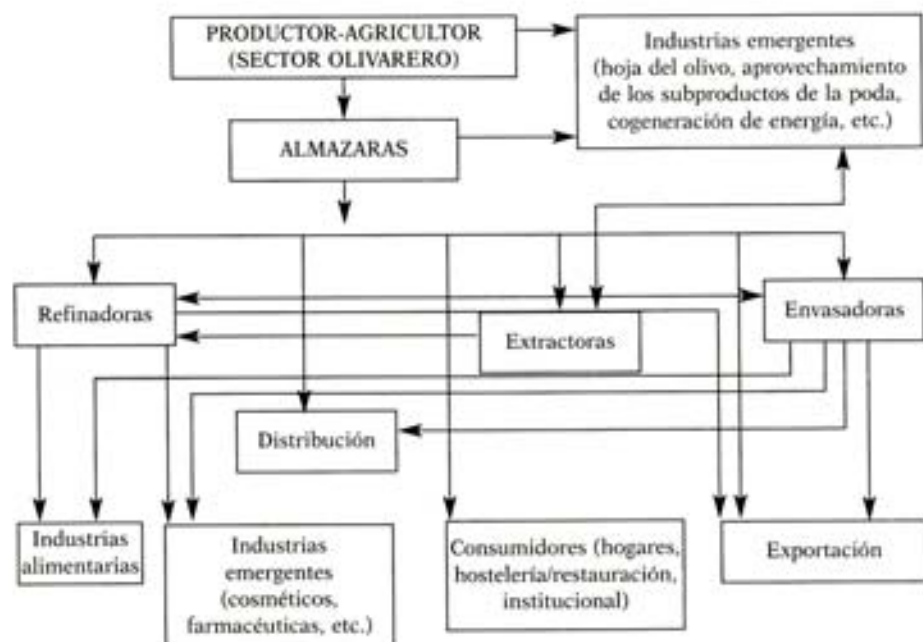 PRODUCTOR-AGRICULTOR
(SECTOR OLIVARERO)
Industrias emergentes
(hoja del olivo, aprovechamiento
de los subproductos de la poda,
cogeneración de energía, etc.)
ALMAZARAS
Refinadoras
Extractoras
Envasadoras
Distribución
Industrias
alimentarias
Industrias
emergentes
(cosméticos,
farmacéuticas, etc.)
Consumidores (hogares,
hostelería/restauración,
institucional)
Exportación